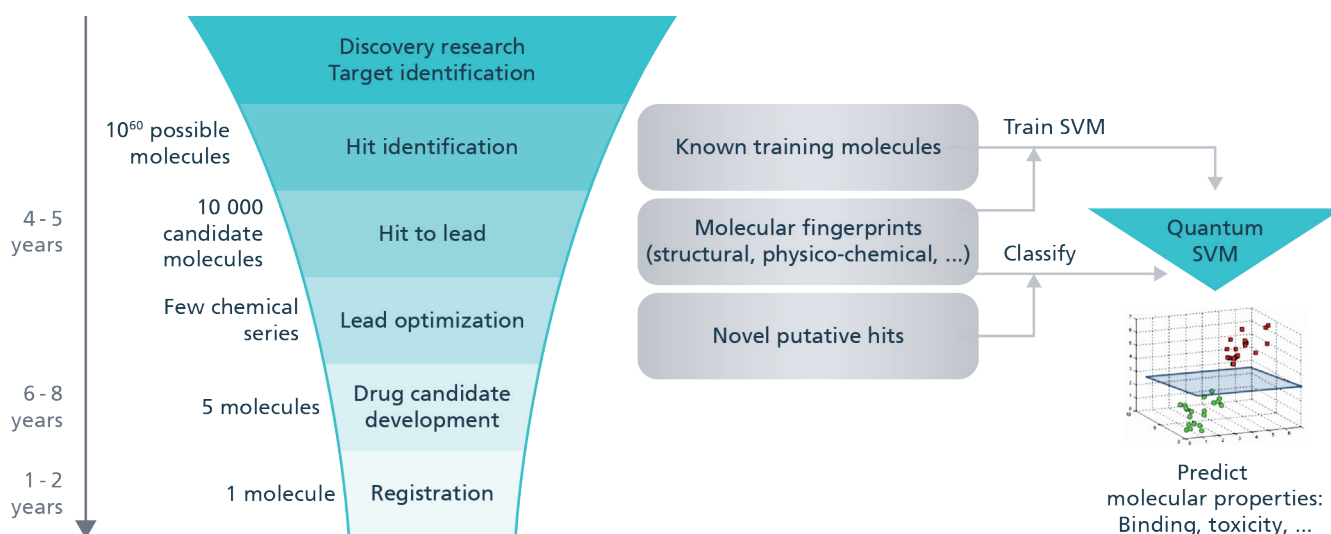 Discovery research
Target identification
10⁶⁰ possible
molecules
Hit identification
4 - 5
years
10 000
candidate
molecules
Hit to lead
Few chemical
series
Lead optimization
6 - 8
years
5 molecules
Drug candidate
development
1 - 2
years
1 molecule
Registration
Known training molecules
Train SVM
Molecular fingerprints
(structural, physico-chemical, ...)
Classify
Novel putative hits
Quantum
SVM
Predict
molecular properties:
Binding, toxicity, ...